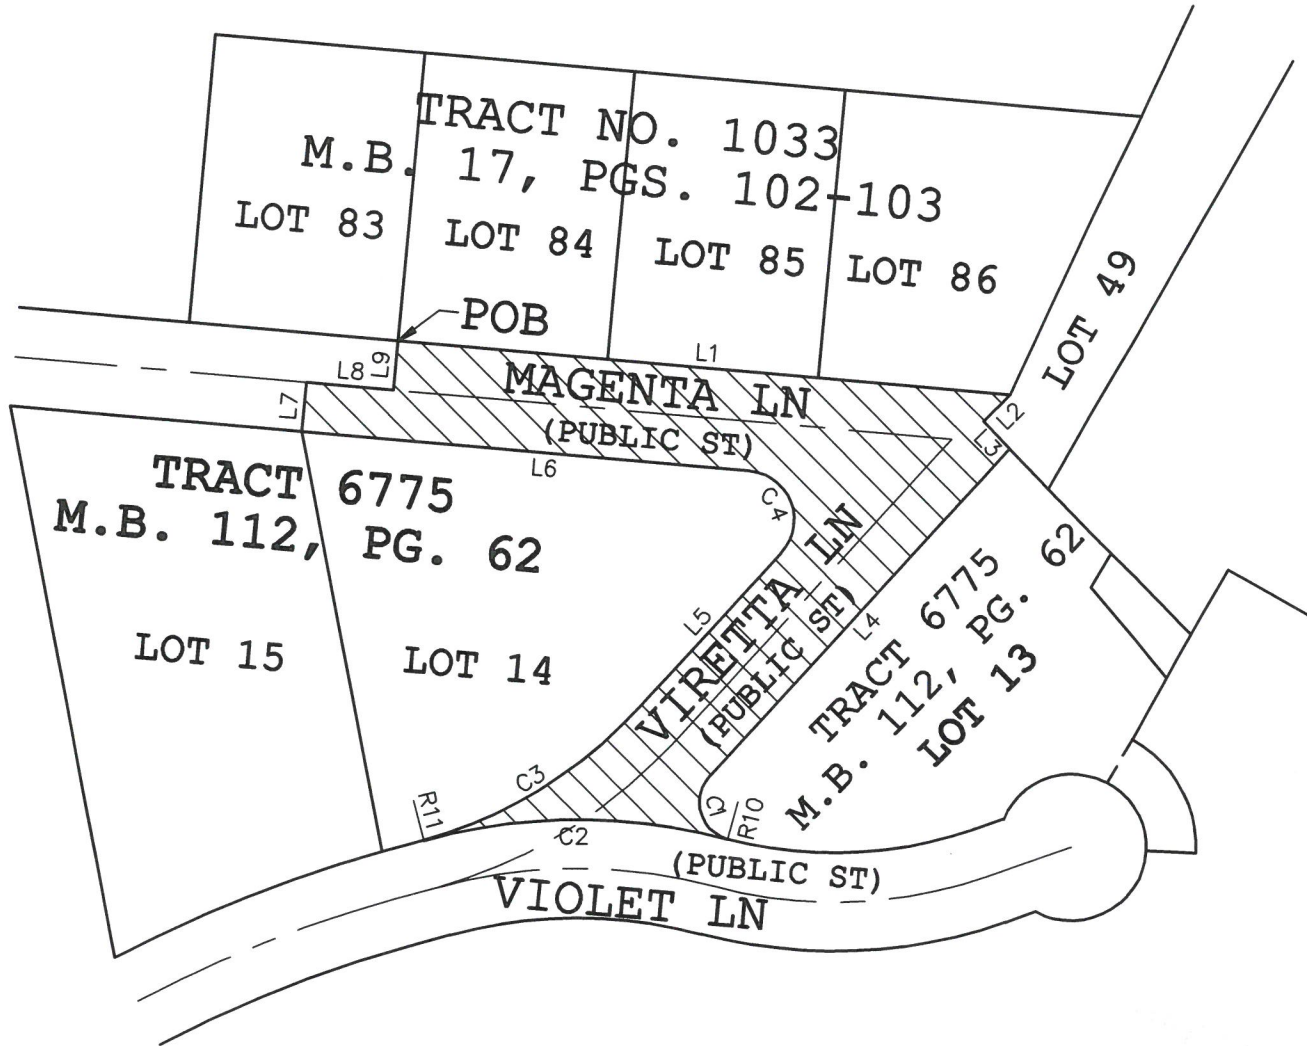 TRACT NO. 1033
M.B. 17, PGS. 102-103
LOT 83
LOT 84
LOT 85
LOT 86
LOT 49
POB
L1
L2
L3
L9
L8
L7
MAGENTA LN
(PUBLIC ST)
L6
C4
TRACT 6775
M.B. 112, PG. 62
LOT 15
LOT 14
L5
VIRETTA LN
(PUBLIC ST)
L4
TRACT 6775
M.B. 112, PG. 62
LOT 13
C3
R11
C1
R10
C2
(PUBLIC ST)
VIOLET LN